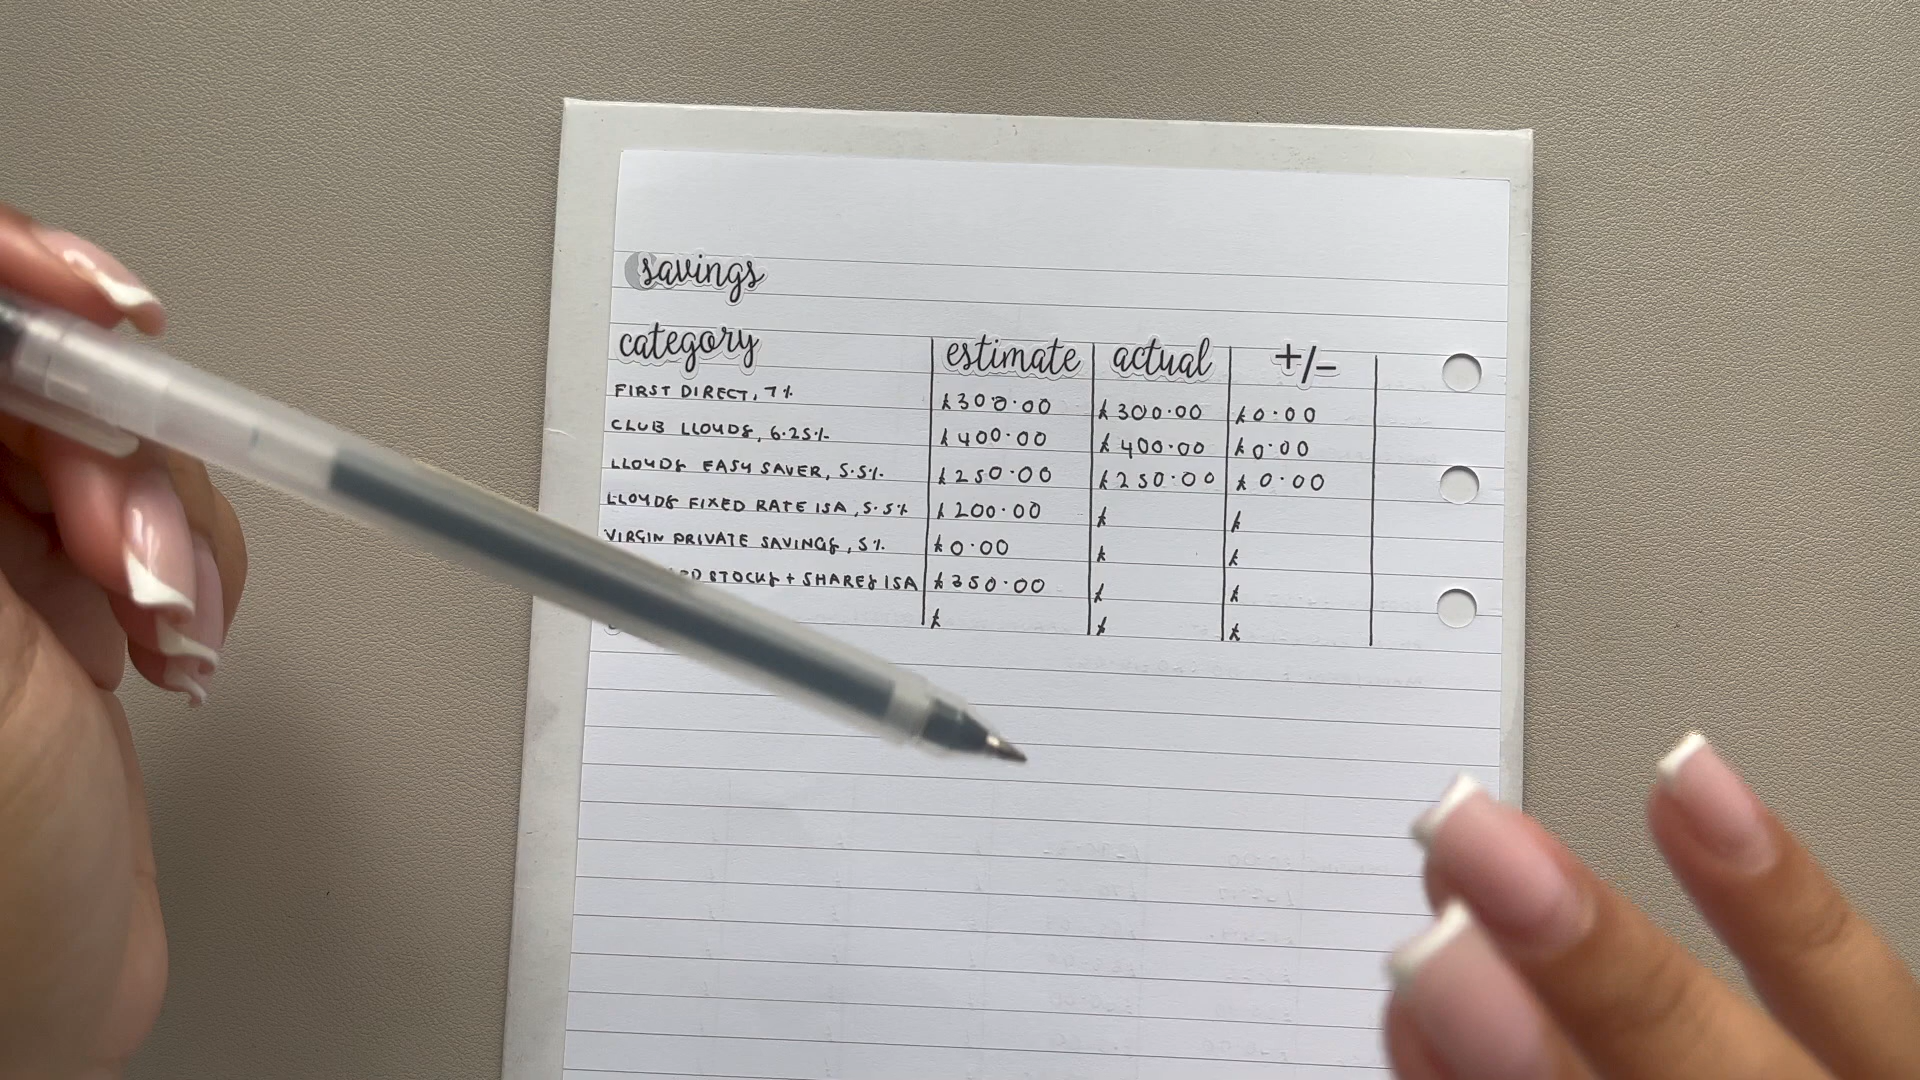 savings
category estimate actual +/-
FIRST DIRECT, 7% £300.00 £300.00 £0.00
CLUB LLOYDS, 6.25% £400.00 £400.00 £0.00
LLOYDS EASY SAVER, 5.5% £250.00 £250.00 £0.00
LLOYDS FIXED RATE ISA, 5.5% £200.00 £ £
VIRGIN PRIVATE SAVINGS, 5% £0.00 £ £
STOCKS + SHARES ISA £350.00 £ £
£ £ £